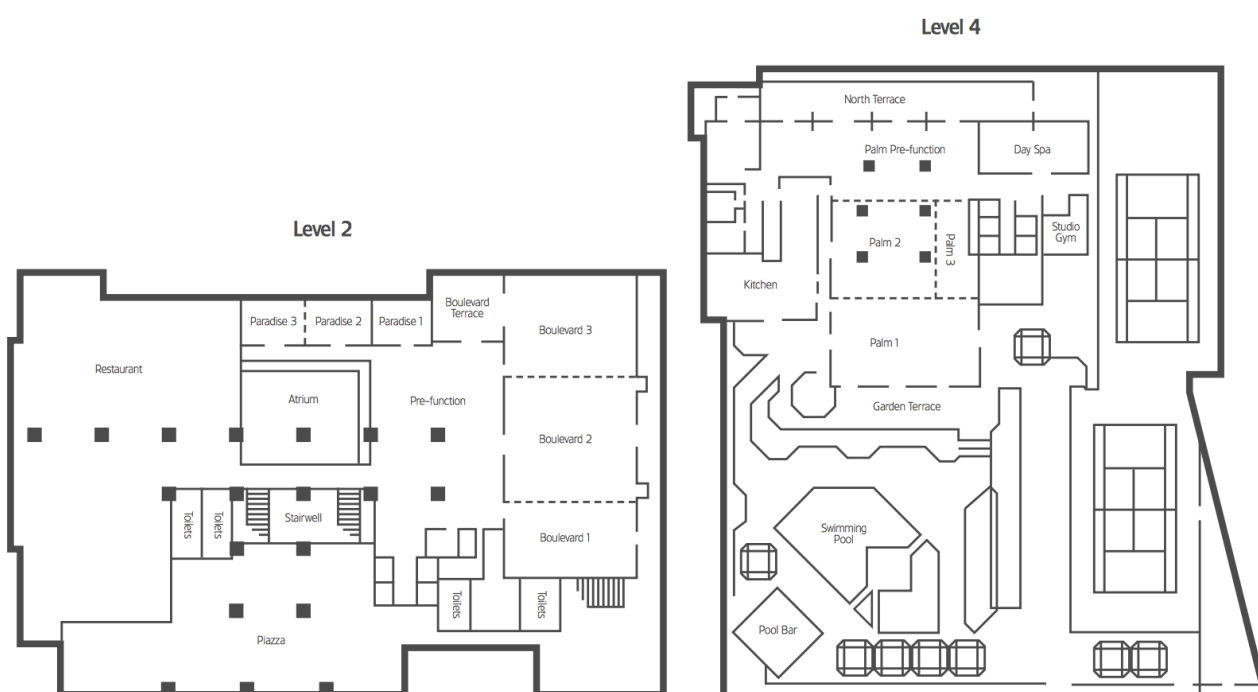 Level 2
Paradise 3
Paradise 2
Paradise 1
Boulevard
Terrace
Boulevard 3
Restaurant
Atrium
Pre-function
Boulevard 2
Toilets
Toilets
Stairwell
Boulevard 1
Toilets
Toilets
Piazza
Level 4
North Terrace
Palm Pre-function
Day Spa
Palm 2
Palm 3
Studio
Gym
Kitchen
Palm 1
Garden Terrace
Swimming
Pool
Pool Bar